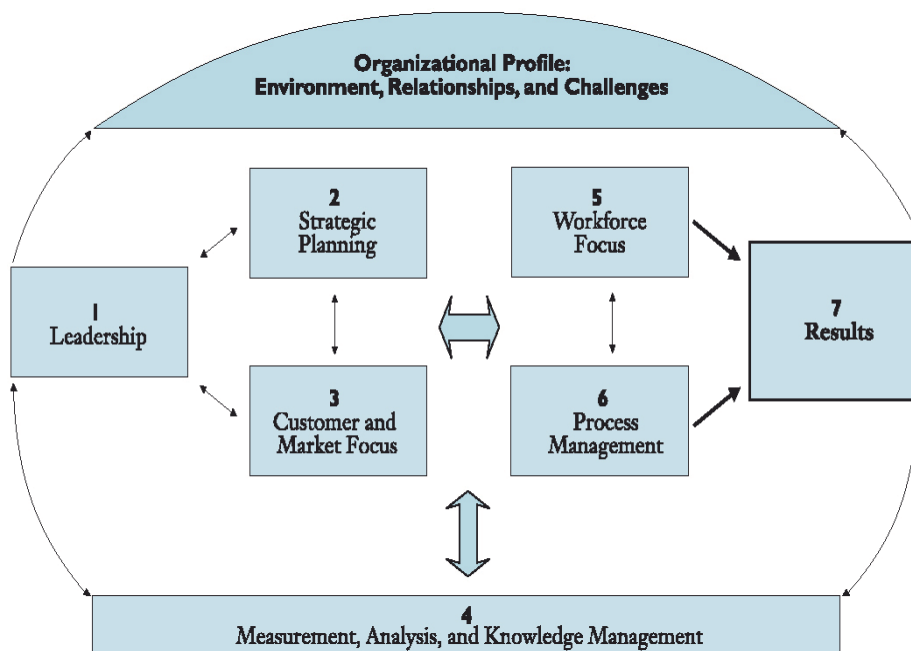 Organizational Profile:
Environment, Relationships, and Challenges
2
Strategic
Planning
5
Workforce
Focus
1
Leadership
7
Results
3
Customer and
Market Focus
6
Process
Management
4
Measurement, Analysis, and Knowledge Management